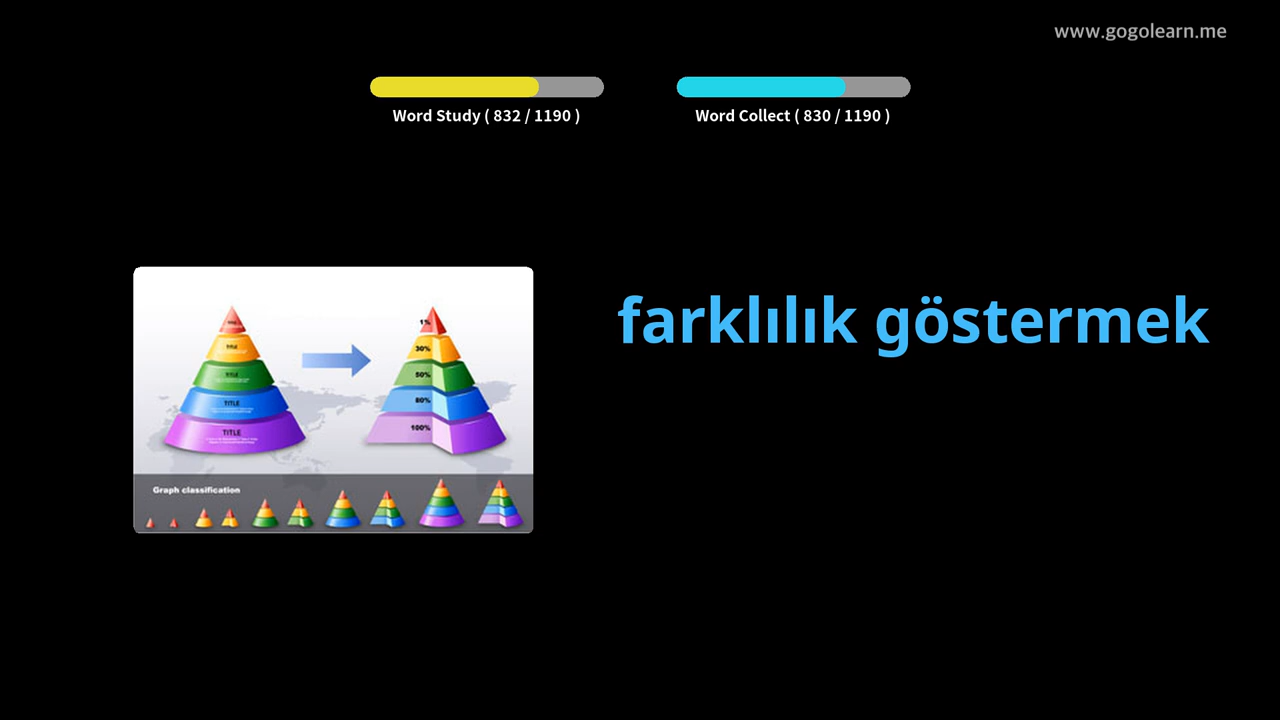 www.gogolearn.me
Word Study ( 832 / 1190 )
Word Collect ( 830 / 1190 )
farklılık göstermek
TITLE
TITLE
TITLE
TITLE
1%
30%
50%
80%
100%
Graph classification